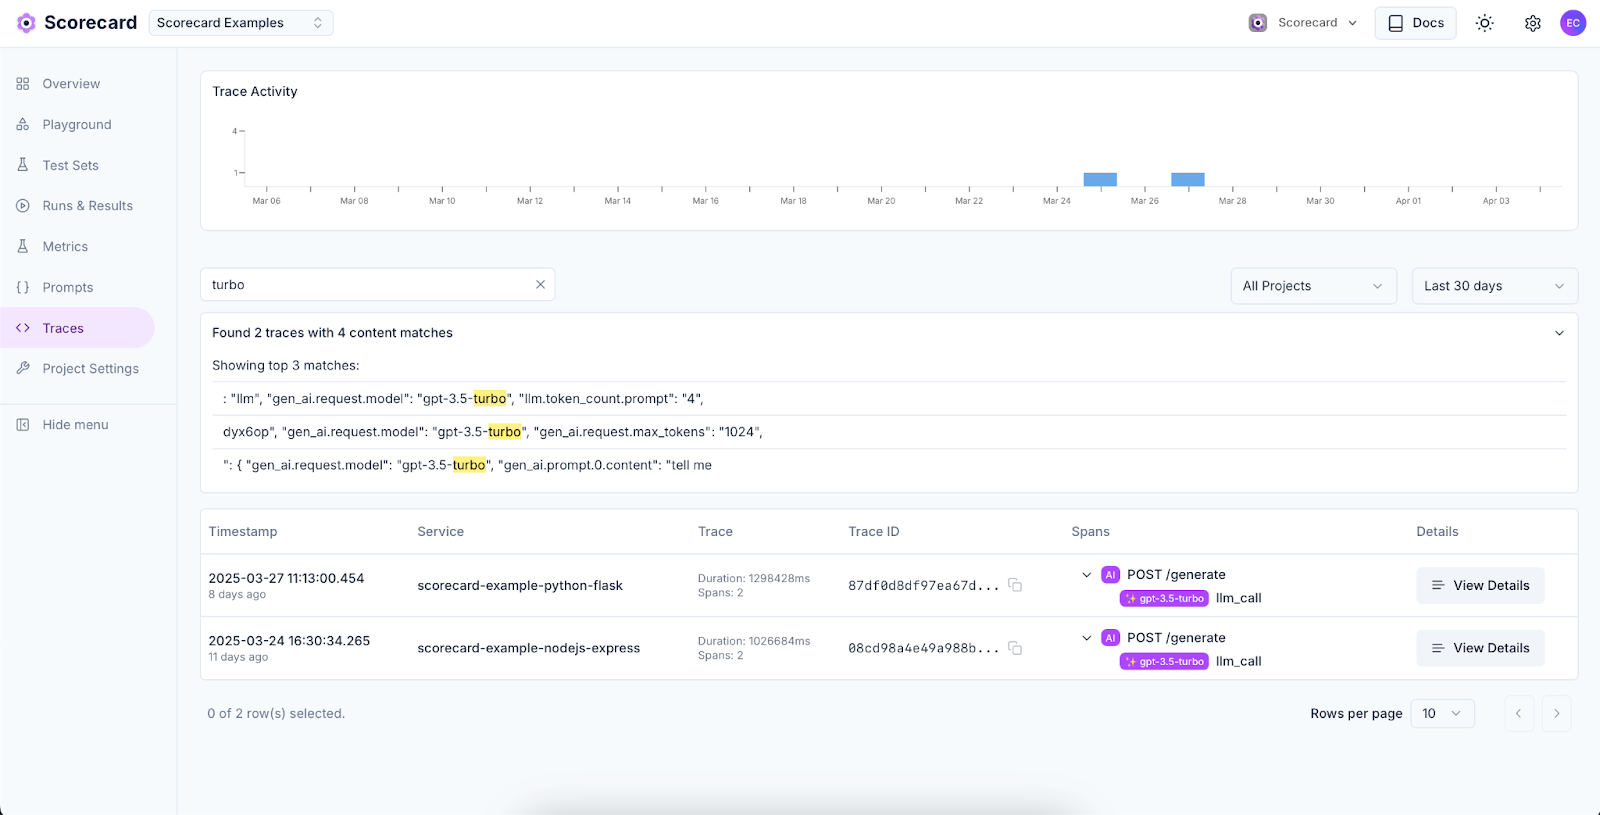 Scorecard
Scorecard Examples
Scorecard
Docs
EC
Overview
Playground
Test Sets
Runs & Results
Metrics
Prompts
Traces
Project Settings
Hide menu
Trace Activity
4
1
Mar 06 Mar 08 Mar 10 Mar 12 Mar 14 Mar 16 Mar 18 Mar 20 Mar 22 Mar 24 Mar 26 Mar 28 Mar 30 Apr 01 Apr 03
turbo
All Projects
Last 30 days
Found 2 traces with 4 content matches
Showing top 3 matches:
: "llm", "gen_ai.request.model": "gpt-3.5-turbo", "llm.token_count.prompt": "4",
dyx6op", "gen_ai.request.model": "gpt-3.5-turbo", "gen_ai.request.max_tokens": "1024",
": { "gen_ai.request.model": "gpt-3.5-turbo", "gen_ai.prompt.0.content": "tell me
Timestamp Service Trace Trace ID Spans Details
2025-03-27 11:13:00.454
8 days ago
scorecard-example-python-flask
Duration: 1298428ms
Spans: 2
87df0d8df97ea67d...
AI POST /generate
gpt-3.5-turbo llm_call
View Details
2025-03-24 16:30:34.265
11 days ago
scorecard-example-nodejs-express
Duration: 1026684ms
Spans: 2
08cd98a4e49a988b...
AI POST /generate
gpt-3.5-turbo llm_call
View Details
0 of 2 row(s) selected.
Rows per page 10